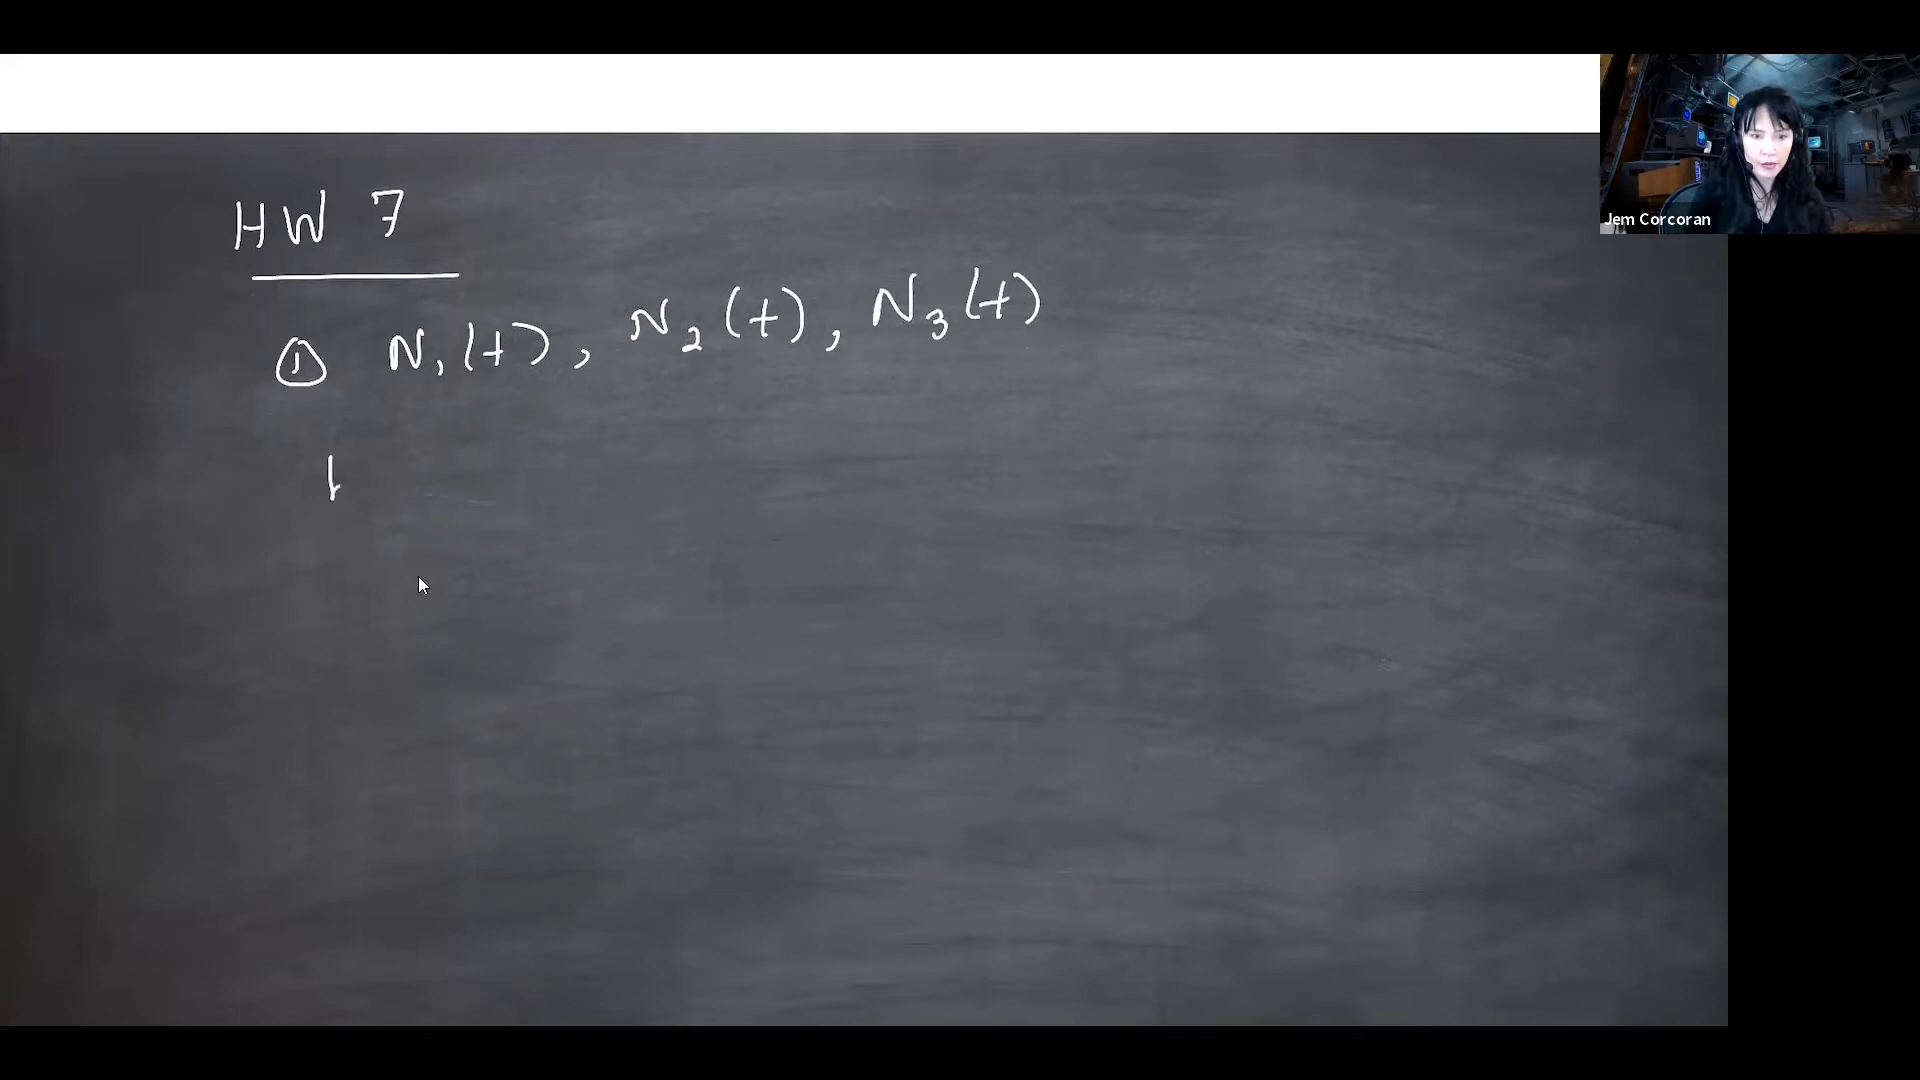 HW 7
Jem Corcoran
① N₁(t), N₂(t), N₃(t)